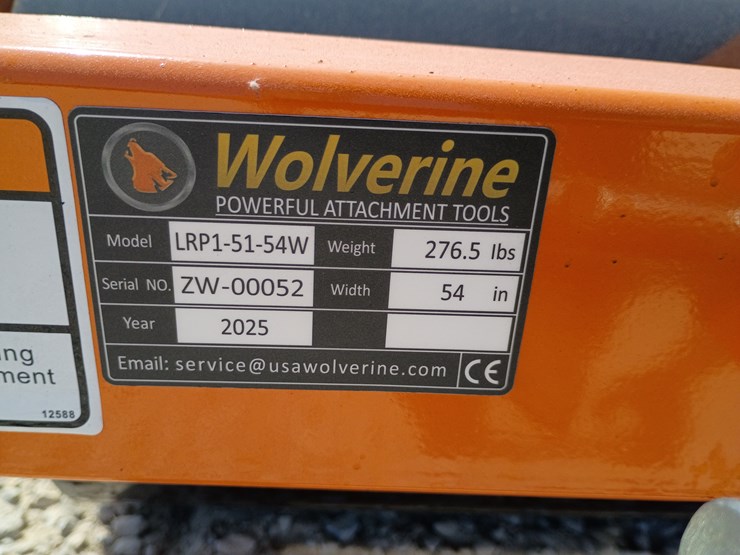 Wolverine
POWERFUL ATTACHMENT TOOLS
Model LRP1-51-54W Weight 276.5 lbs
Serial NO. ZW-00052 Width 54 in
Year 2025
Email: service@usawolverine.com CE
ing
ment
12588